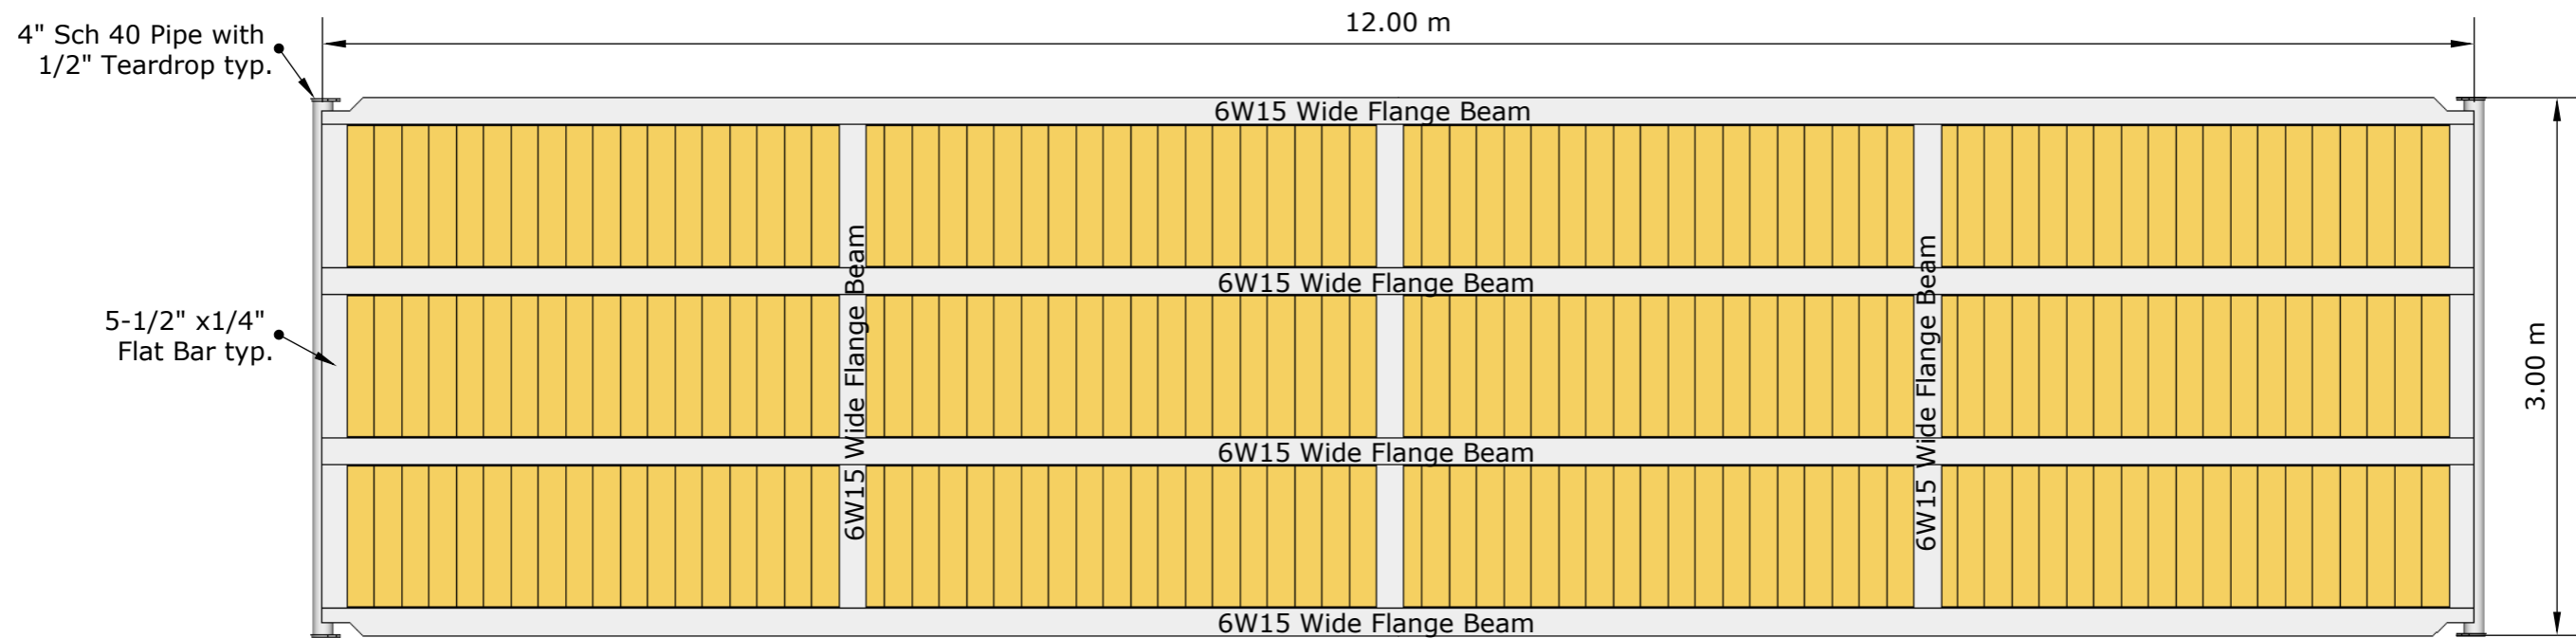 12.00 m
4" Sch 40 Pipe with
1/2" Teardrop typ.
6W15 Wide Flange Beam
6W15 Wide Flange Beam
6W15 Wide Flange Beam
6W15 Wide Flange Beam
5-1/2" x1/4"
Flat Bar typ.
3.00 m
6W15 Wide Flange Beam
6W15 Wide Flange Beam